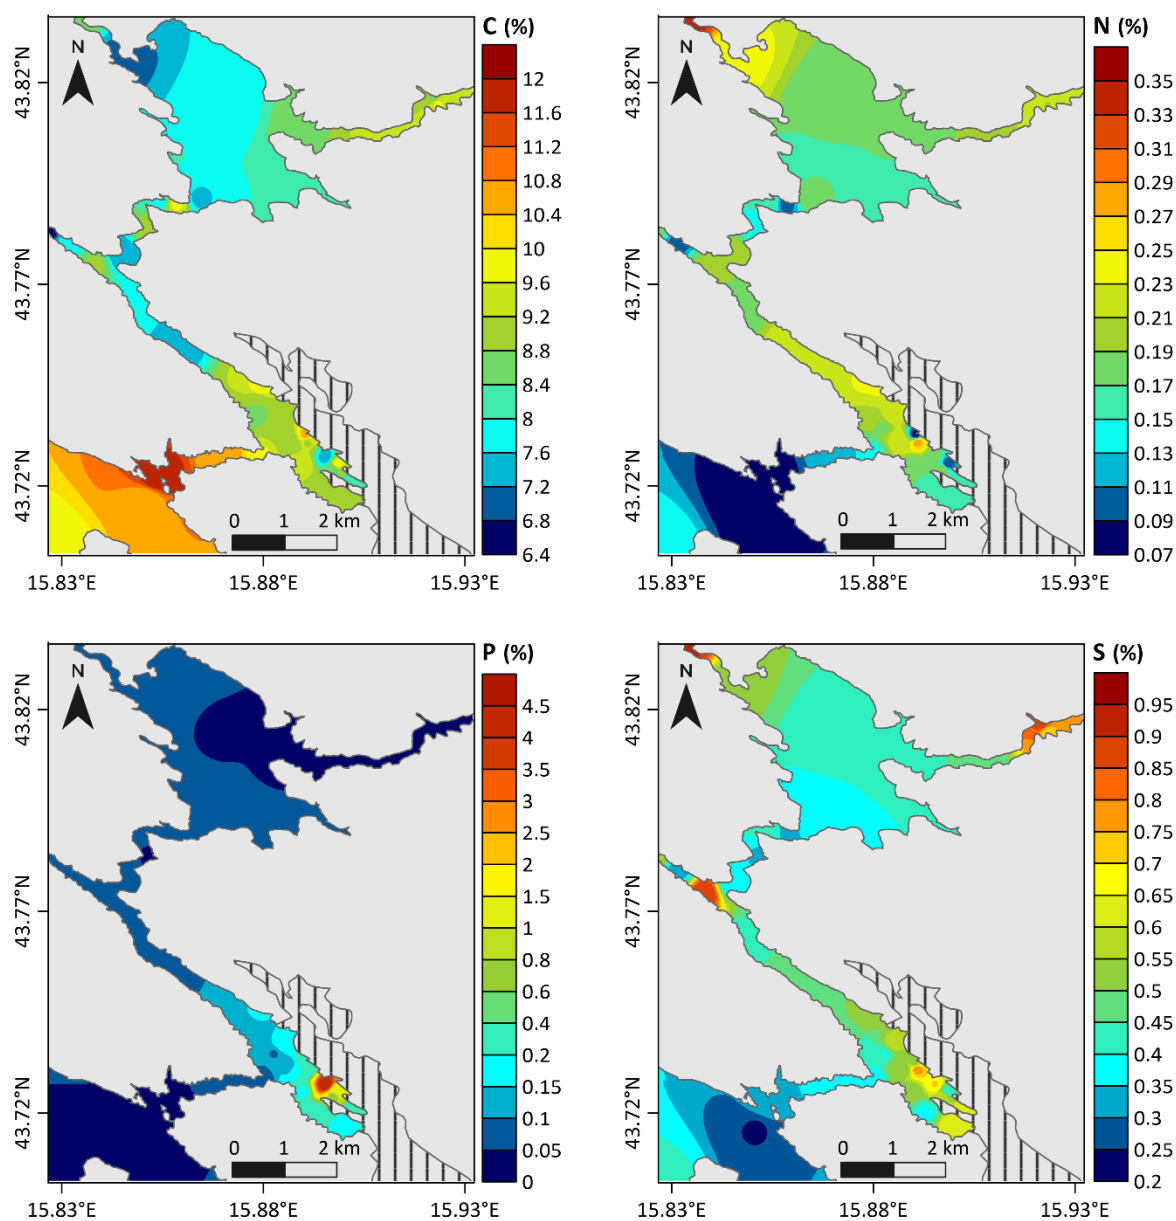 C (%)
N
43.82°N
43.77°N
43.72°N
12
11.6
11.2
10.8
10.4
10
9.6
9.2
8.8
8.4
8
7.6
7.2
6.8
6.4
0 1 2 km
15.83°E 15.88°E 15.93°E
N (%)
N
43.82°N
43.77°N
43.72°N
0.35
0.33
0.31
0.29
0.27
0.25
0.23
0.21
0.19
0.17
0.15
0.13
0.11
0.09
0.07
0 1 2 km
15.83°E 15.88°E 15.93°E
P (%)
N
43.82°N
43.77°N
43.72°N
4.5
4
3.5
3
2.5
2
1.5
1
0.8
0.6
0.4
0.2
0.15
0.1
0.05
0
0 1 2 km
15.83°E 15.88°E 15.93°E
S (%)
N
43.82°N
43.77°N
43.72°N
0.95
0.9
0.85
0.8
0.75
0.7
0.65
0.6
0.55
0.5
0.45
0.4
0.35
0.3
0.25
0.2
0 1 2 km
15.83°E 15.88°E 15.93°E